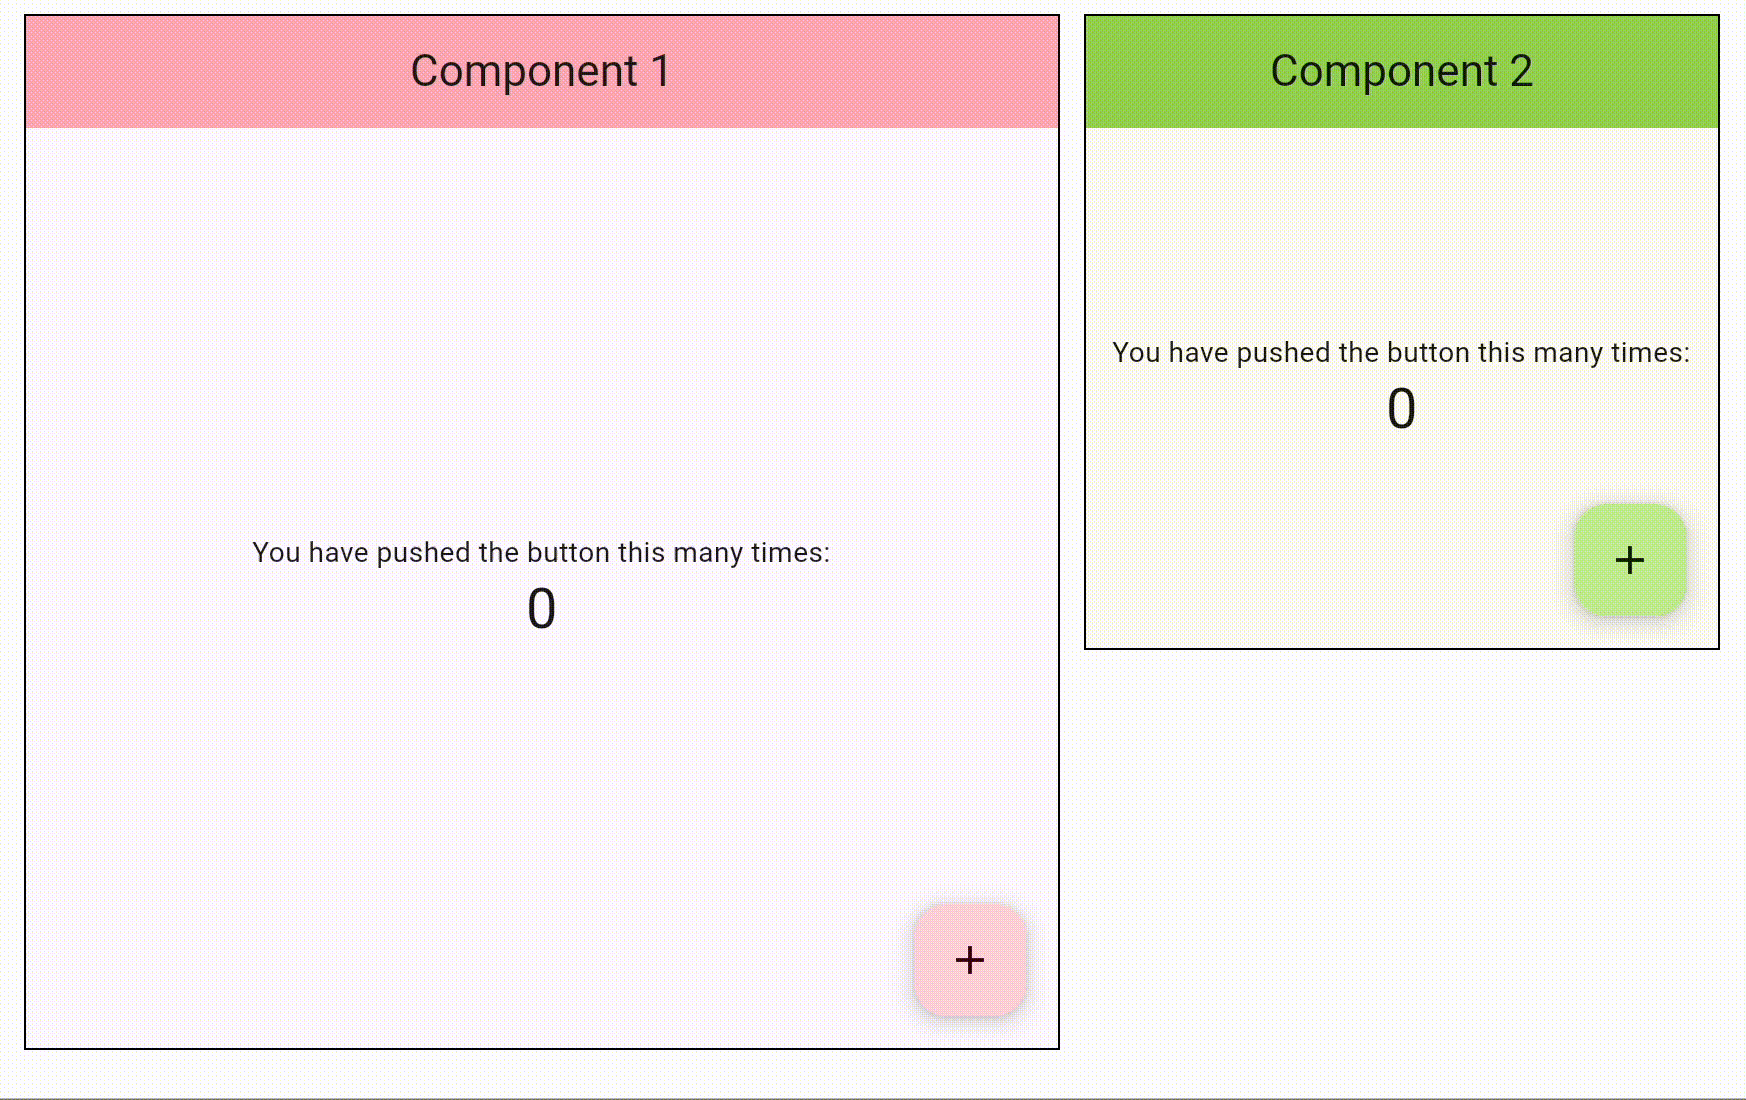 Component 1
You have pushed the button this many times:
0
+
Component 2
You have pushed the button this many times:
0
+